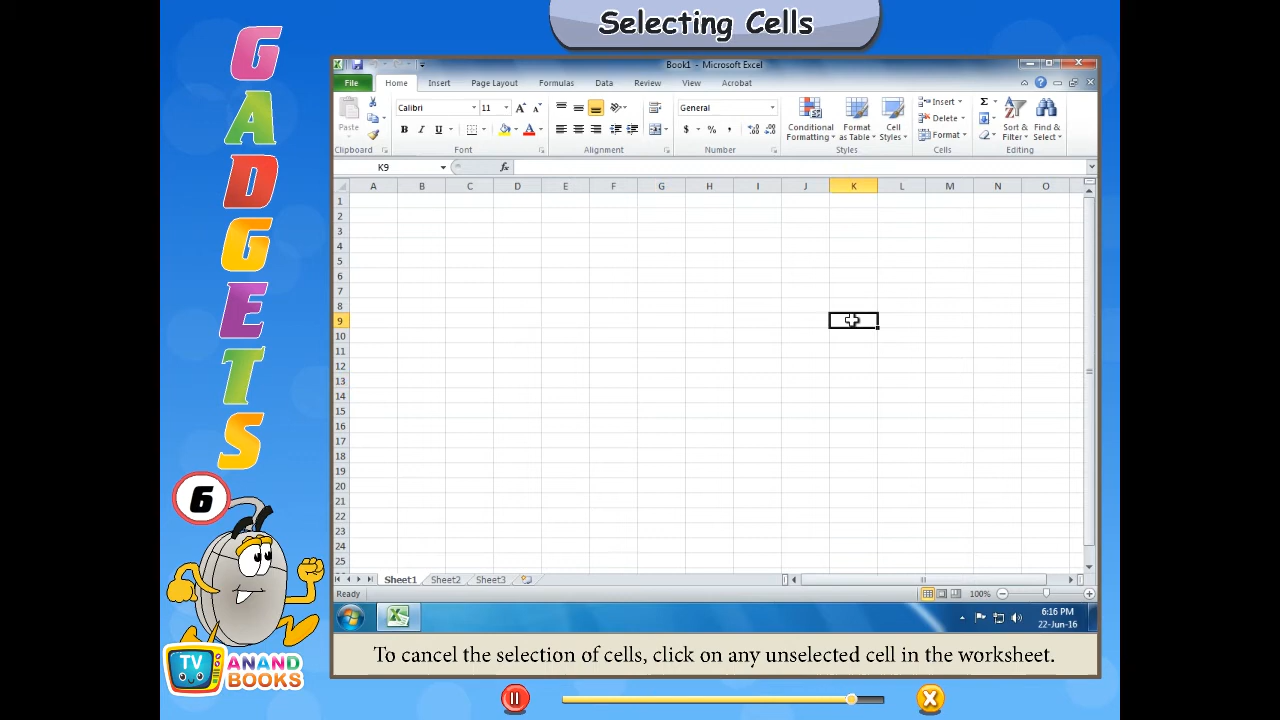 Selecting Cells
GADGETS
6
TV
ANAND
BOOKS
Book1 - Microsoft Excel
File Home Insert Page Layout Formulas Data Review View Acrobat
Paste
Calibri 11
B I U A
General
$ % ,
Conditional Formatting
Format as Table
Cell Styles
Insert
Delete
Format
Σ
Sort & Filter
Find & Select
Clipboard Font Alignment Number Styles Cells Editing
K9 fx
A B C D E F G H I J K L M N O
1
2
3
4
5
6
7
8
9
10
11
12
13
14
15
16
17
18
19
20
21
22
23
24
25
Sheet1 Sheet2 Sheet3
Ready 100%
6:16 PM
22-Jun-16
To cancel the selection of cells, click on any unselected cell in the worksheet.